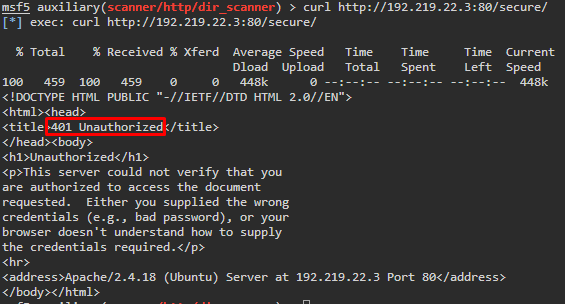 msf5 auxiliary(scanner/http/dir_scanner) > curl http://192.219.22.3:80/secure/
[*] exec: curl http://192.219.22.3:80/secure/
% Total % Received % Xferd Average Speed Time Time Time Current
Dload Upload Total Spent Left Speed
100 459 100 459 0 0 448k 0 --:--:-- --:--:-- --:--:-- 448k
<!DOCTYPE HTML PUBLIC "-//IETF//DTD HTML 2.0//EN">
<html><head>
<title>401 Unauthorized</title>
</head><body>
<h1>Unauthorized</h1>
<p>This server could not verify that you
are authorized to access the document
requested. Either you supplied the wrong
credentials (e.g., bad password), or your
browser doesn't understand how to supply
the credentials required.</p>
<hr>
<address>Apache/2.4.18 (Ubuntu) Server at 192.219.22.3 Port 80</address>
</body></html>